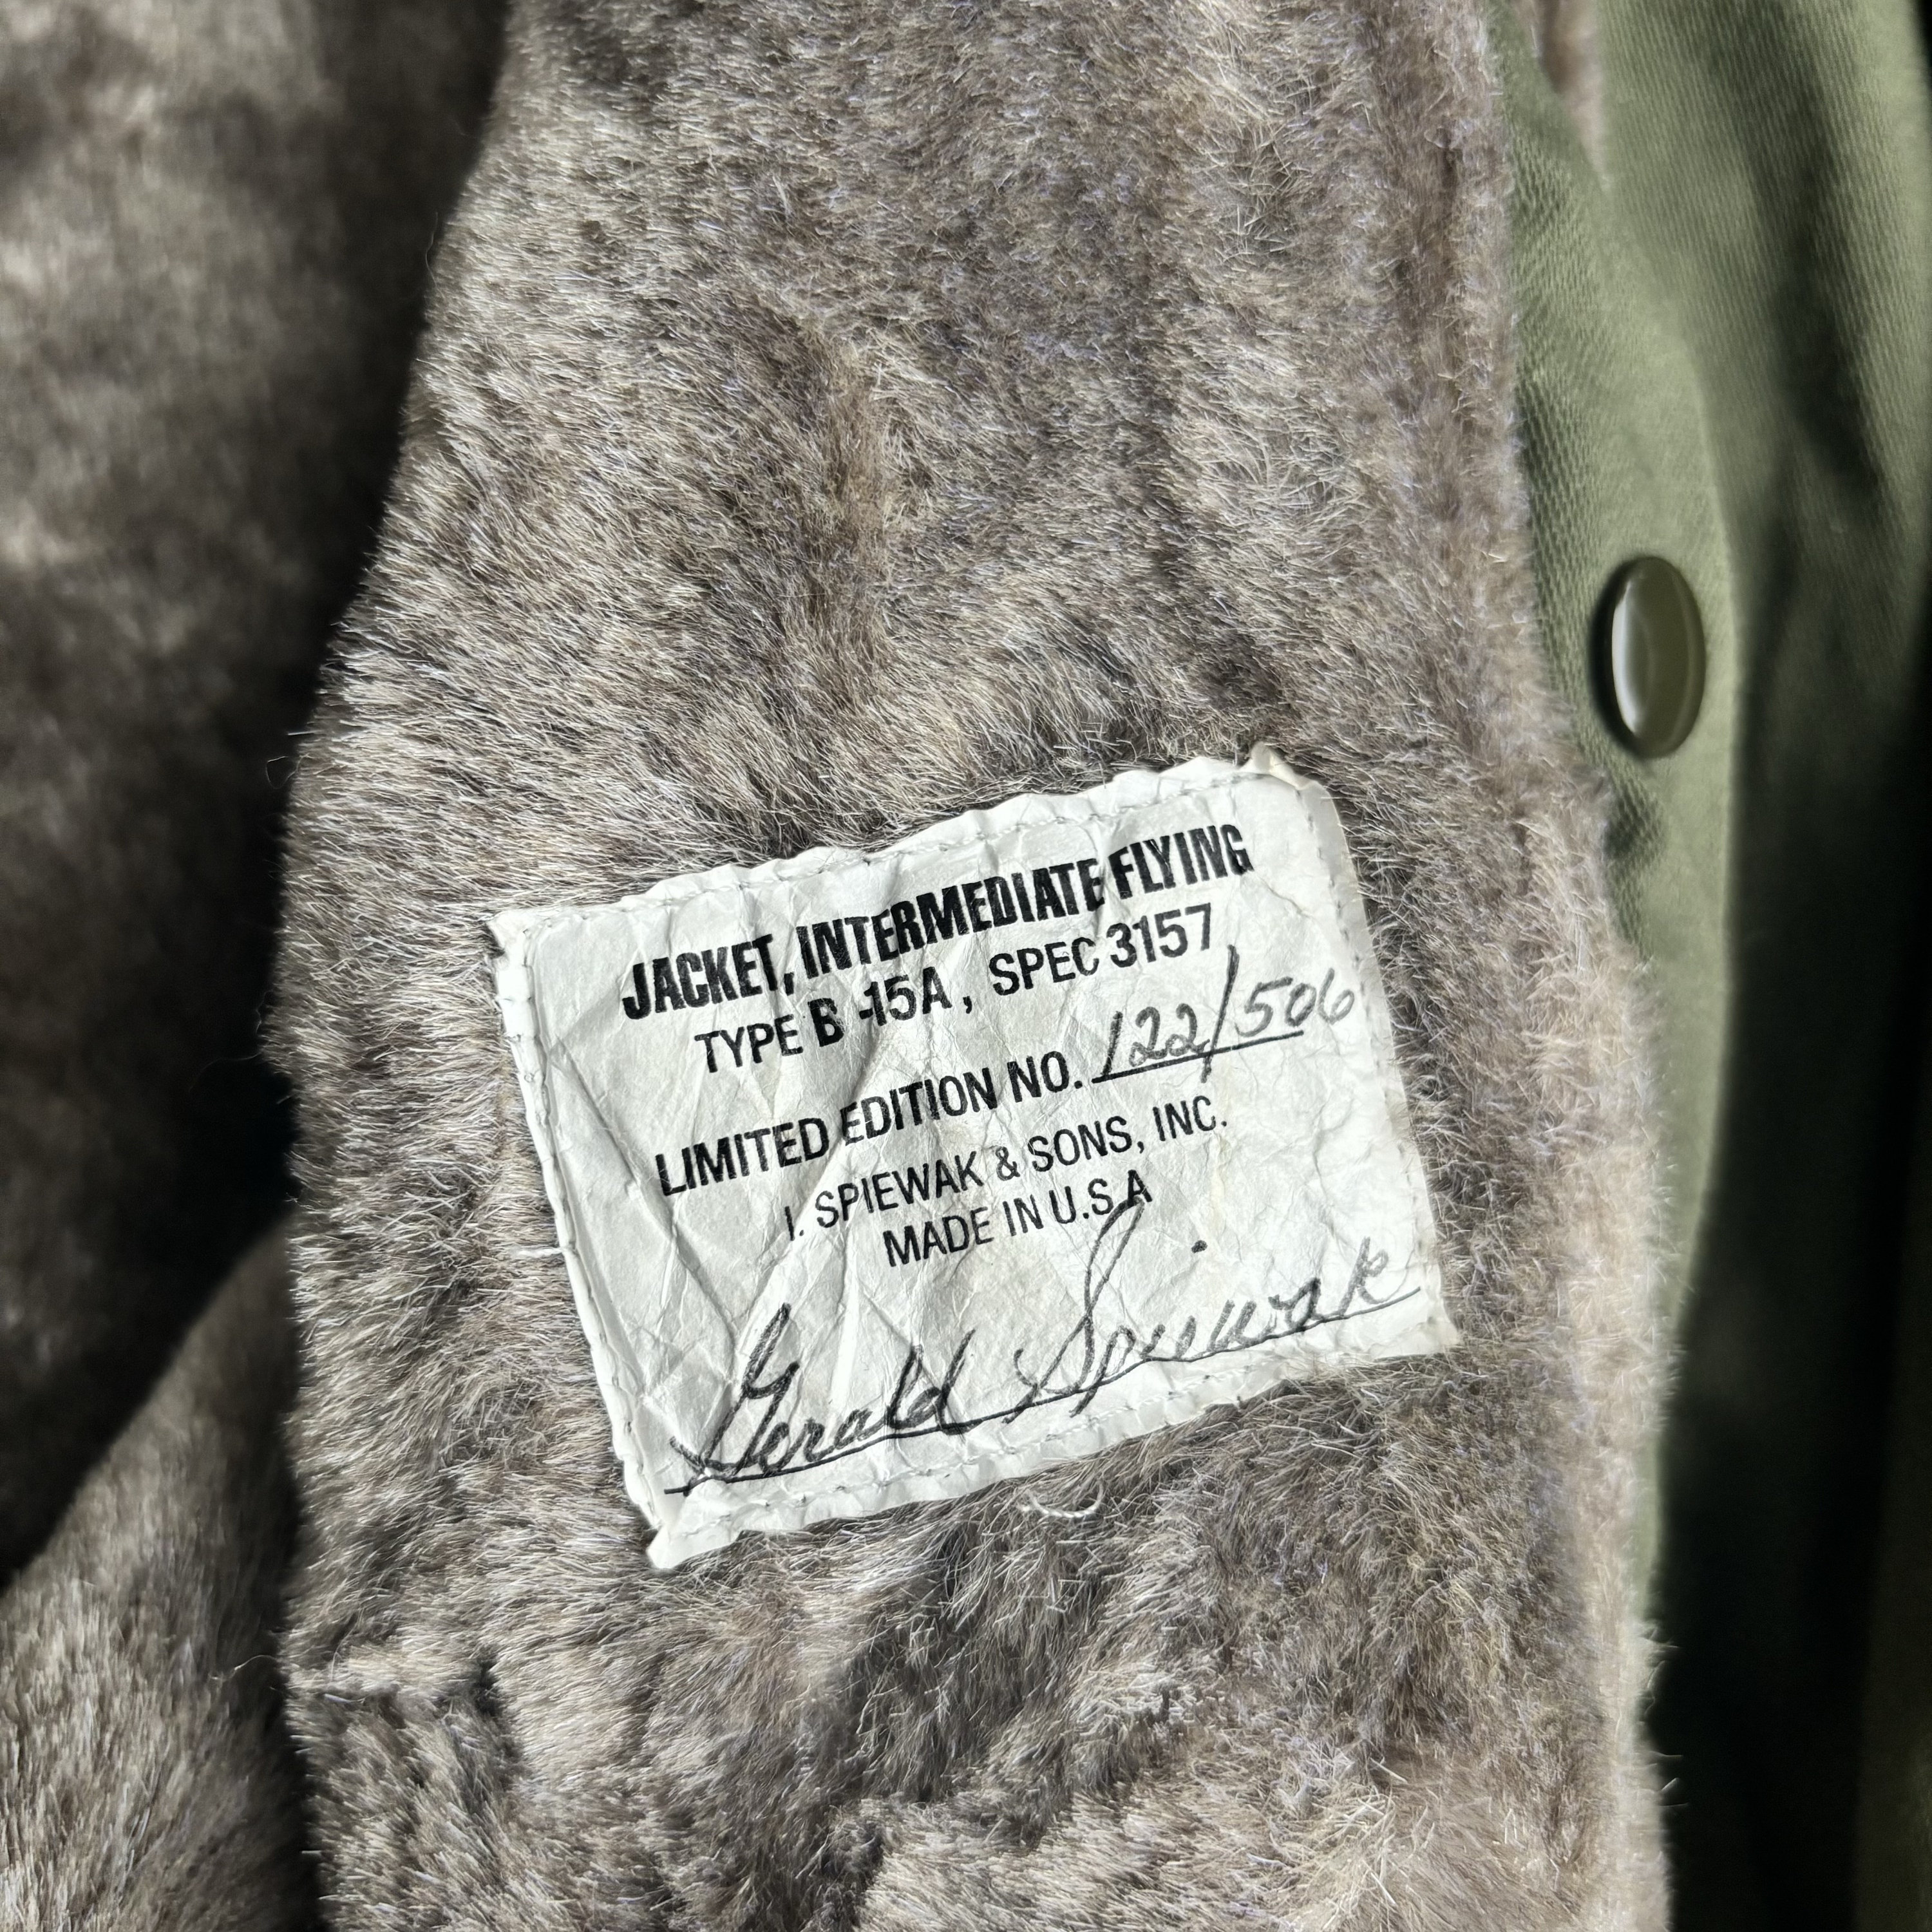 JACKET, INTERMEDIATE FLYING
TYPE B-15A, SPEC 3157
LIMITED EDITION NO. 122/506
I. SPIEWAK & SONS, INC.
MADE IN U.S.A
Gerald Spiewak